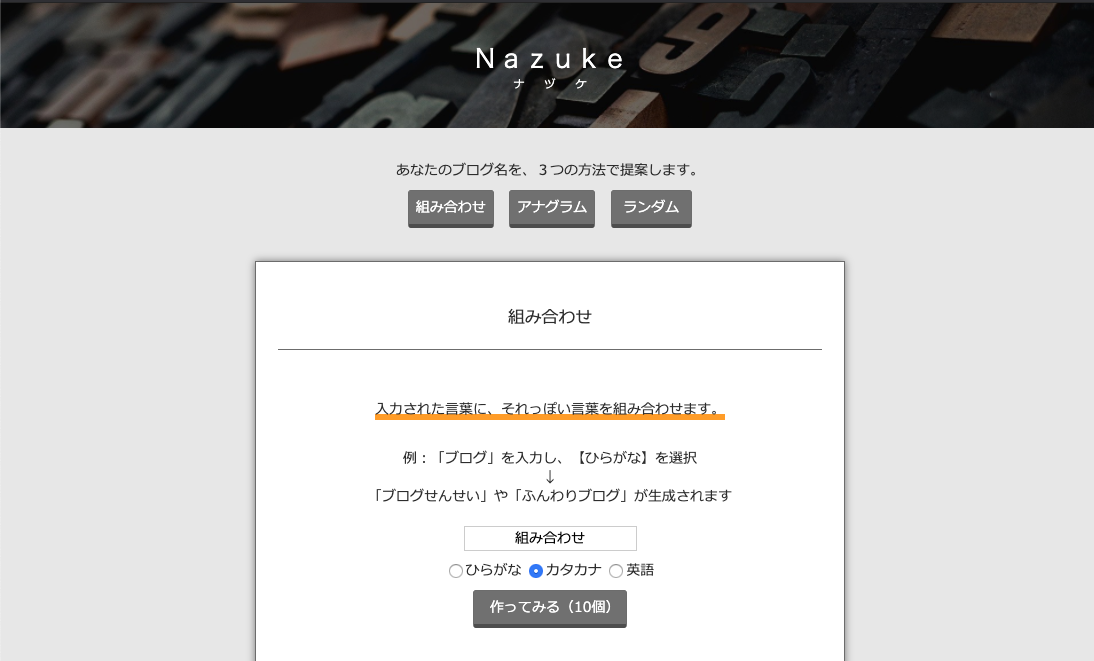 Nazuke
ナヅケ
あなたのブログ名を、３つの方法で提案します。
組み合わせ アナグラム ランダム
組み合わせ
入力された言葉に、それっぽい言葉を組み合わせます。
例：「ブログ」を入力し、【ひらがな】を選択
↓
「ブログせんせい」や「ふんわりブログ」が生成されます
組み合わせ
ひらがな カタカナ 英語
作ってみる（10個）